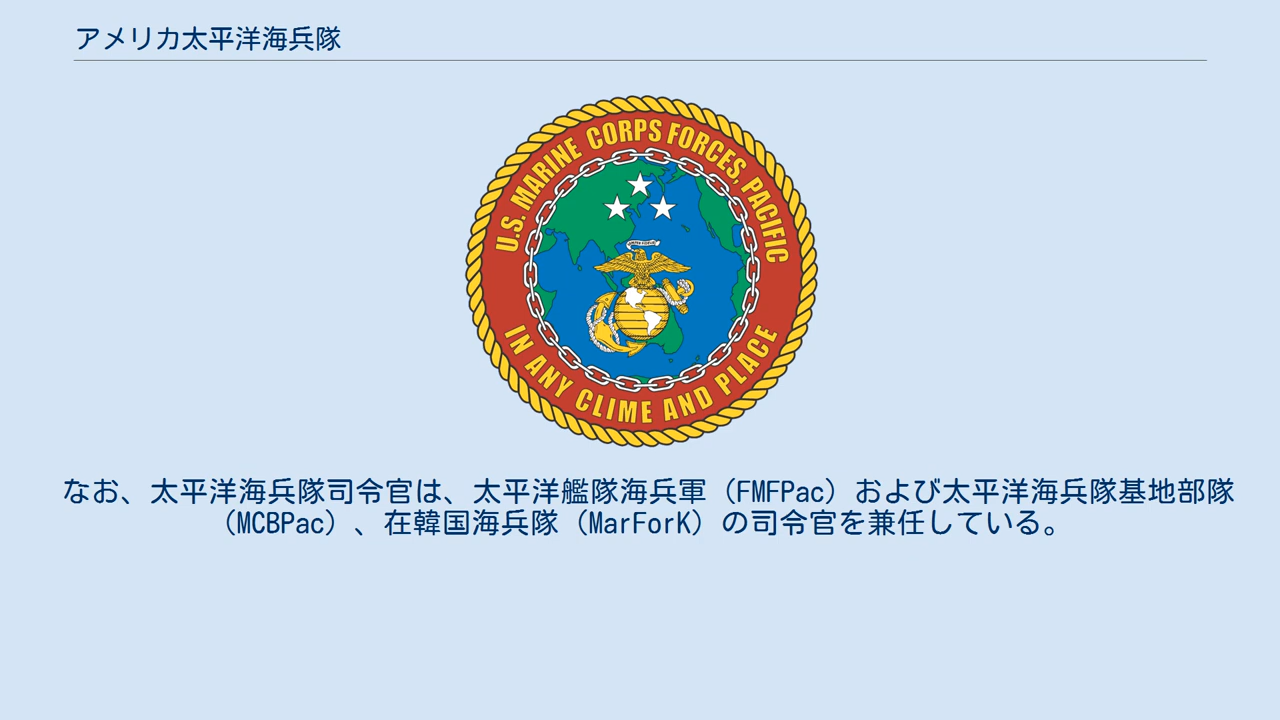 アメリカ太平洋海兵隊
U.S. MARINE CORPS FORCES, PACIFIC
IN ANY CLIME AND PLACE
なお、太平洋海兵隊司令官は、太平洋艦隊海兵軍（FMFPac）および太平洋海兵隊基地部隊
（MCBPac）、在韓国海兵隊（MarForK）の司令官を兼任している。